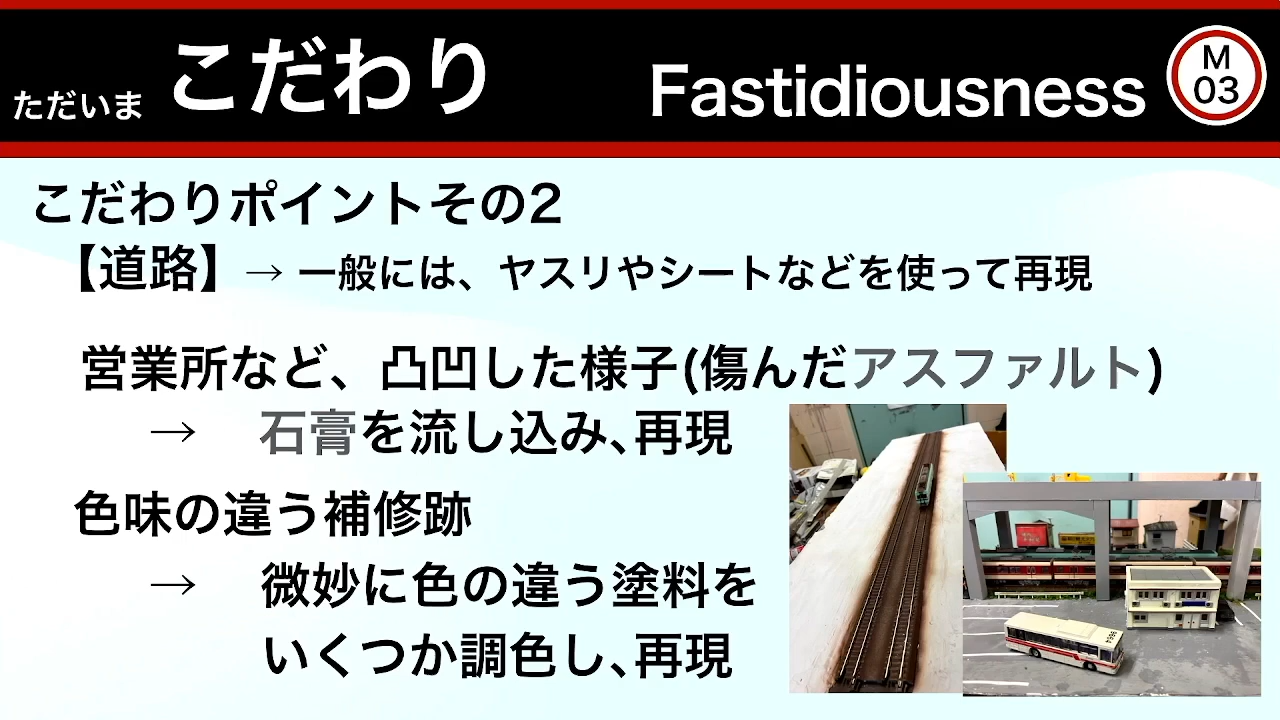 ただいま こだわり Fastidiousness M 03
こだわりポイントその2
【道路】→ 一般には、ヤスリやシートなどを使って再現
営業所など、凸凹した様子(傷んだアスファルト)
→ 石膏を流し込み、再現
色味の違う補修跡
→ 微妙に色の違う塗料を
いくつか調色し、再現